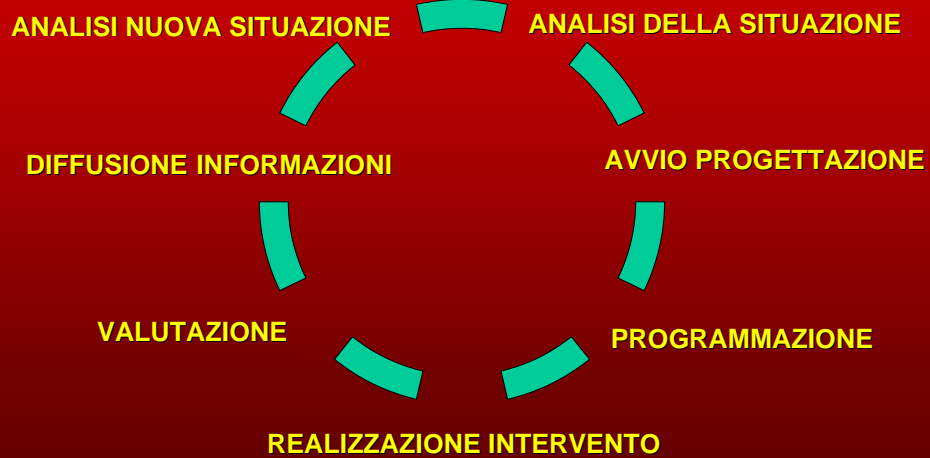 ANALISI NUOVA SITUAZIONE
ANALISI DELLA SITUAZIONE
DIFFUSIONE INFORMAZIONI
AVVIO PROGETTAZIONE
VALUTAZIONE
PROGRAMMAZIONE
REALIZZAZIONE INTERVENTO